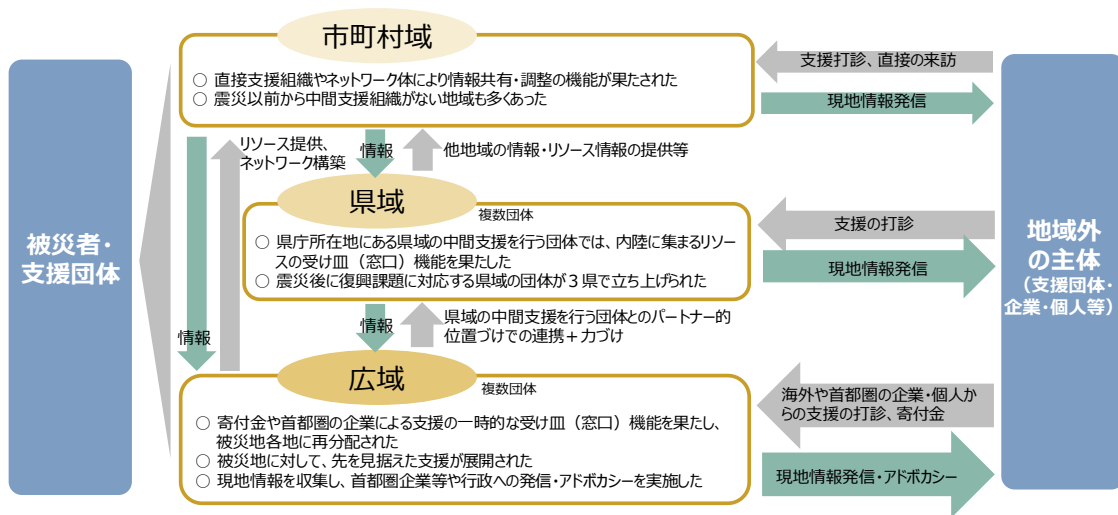 市町村域
○ 直接支援組織やネットワーク体により情報共有・調整の機能が果たされた
○ 震災以前から中間支援組織がない地域も多くあった
支援打診、直接の来訪
現地情報発信
リソース提供、
ネットワーク構築
情報
他地域の情報・リソース情報の提供等
県域
複数団体
○ 県庁所在地にある県域の中間支援を行う団体では、内陸に集まるリソー
スの受け皿（窓口）機能を果たした
○ 震災後に復興課題に対応する県域の団体が３県で立ち上げられた
支援の打診
現地情報発信
被災者・
支援団体
地域外
の主体
（支援団体・
企業・個人等）
情報
情報
県域の中間支援を行う団体とのパートナー的
位置づけでの連携＋力づけ
広域
複数団体
○ 寄付金や首都圏の企業による支援の一時的な受け皿（窓口）機能を果たし、
被災地各地に再分配された
○ 被災地に対して、先を見据えた支援が展開された
○ 現地情報を収集し、首都圏企業等や行政への発信・アドボカシーを実施した
海外や首都圏の企業・個人か
らの支援の打診、寄付金
現地情報発信・アドボカシー